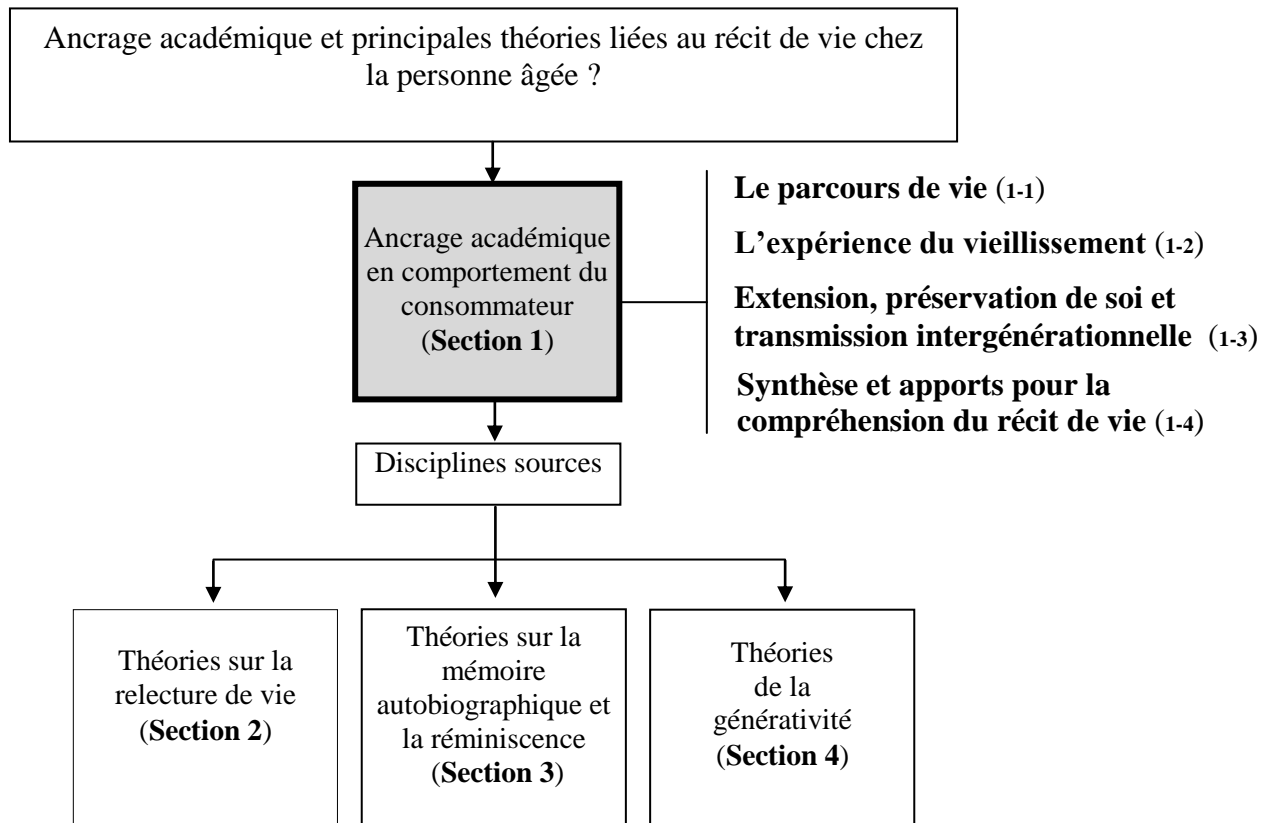 Ancrage académique et principales théories liées au récit de vie chez
la personne âgée ?
Ancrage académique
en comportement du
consommateur
(Section 1)
Le parcours de vie (1-1)
L’expérience du vieillissement (1-2)
Extension, préservation de soi et
transmission intergénérationnelle (1-3)
Synthèse et apports pour la
compréhension du récit de vie (1-4)
Disciplines sources
Théories sur la
relecture de vie
(Section 2)
Théories sur la
mémoire
autobiographique et
la réminiscence
(Section 3)
Théories
de la
générativité
(Section 4)